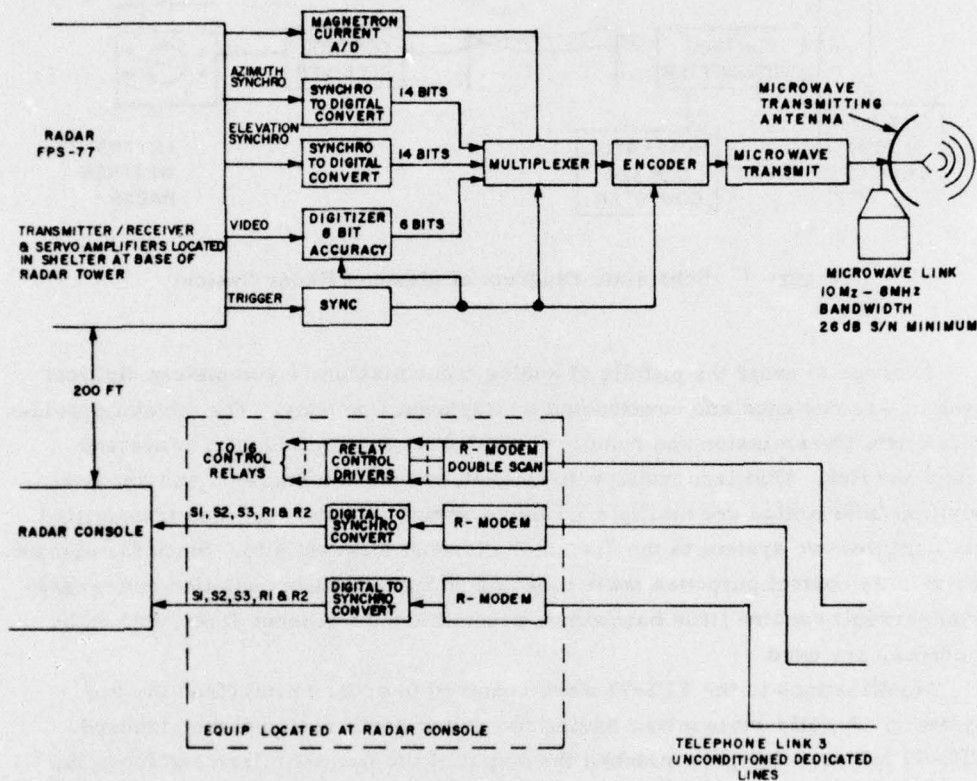 MAGNETRON
CURRENT
A/D
AZIMUTH
SYNCHRO
SYNCHRO
TO DIGITAL
CONVERT
14 BITS
ELEVATION
SYNCHRO
SYNCHRO
TO DIGITAL
CONVERT
14 BITS
RADAR
FPS-77
MULTIPLEXER
ENCODER
MICROWAVE
TRANSMIT
MICROWAVE
TRANSMITTING
ANTENNA
TRANSMITTER / RECEIVER
& SERVO AMPLIFIERS LOCATED
IN SHELTER AT BASE OF
RADAR TOWER
VIDEO
DIGITIZER
8 BIT
ACCURACY
6 BITS
TRIGGER
SYNC
MICROWAVE LINK
10 Mz - 8MHz
BANDWIDTH
26 dB S/N MINIMUM
200 FT
C TO 16
CONTROL
RELAYS
RELAY
CONTROL
DRIVERS
R- MODEM
DOUBLE SCAN
RADAR CONSOLE
S1, S2, S3, R1 & R2
DIGITAL TO
SYNCHRO
CONVERT
R- MODEM
S1, S2, S3, R1 & R2
DIGITAL TO
SYNCHRO
CONVERT
R- MODEM
EQUIP LOCATED AT RADAR CONSOLE
TELEPHONE LINK 3
UNCONDITIONED DEDICATED
LINES